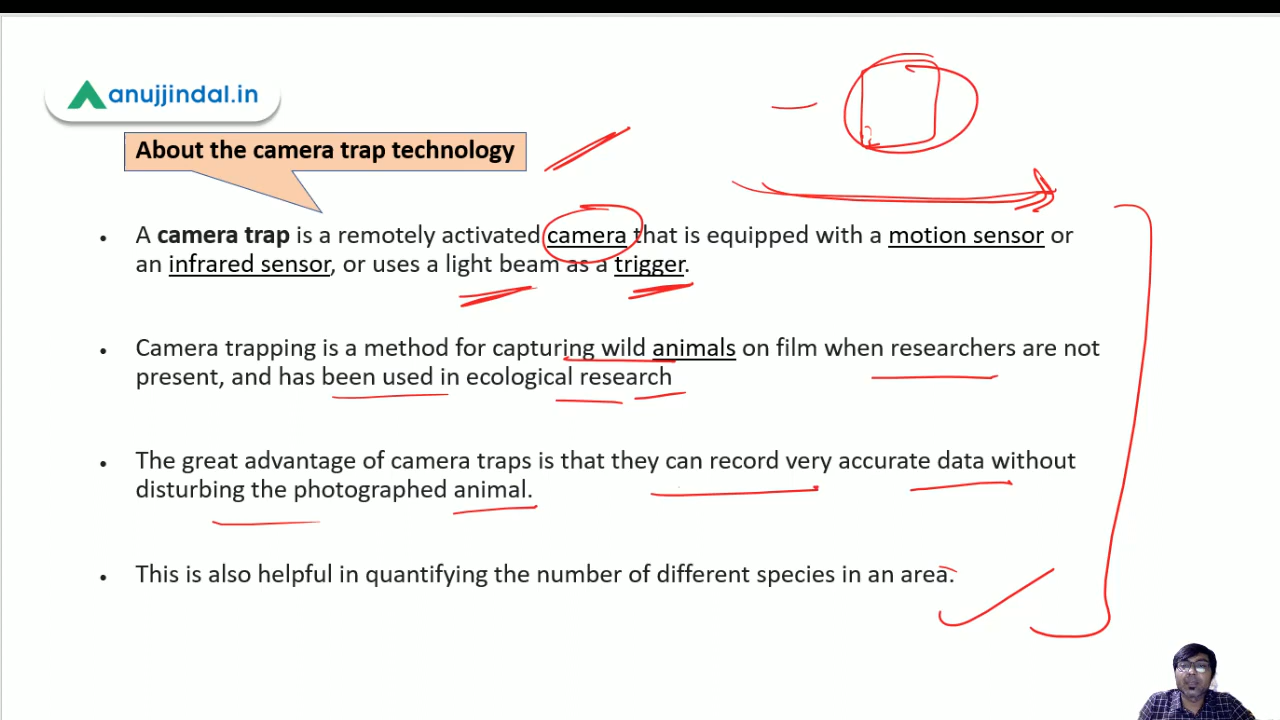 anujjindal.in
About the camera trap technology
• A camera trap is a remotely activated camera that is equipped with a motion sensor or
an infrared sensor, or uses a light beam as a trigger.
• Camera trapping is a method for capturing wild animals on film when researchers are not
present, and has been used in ecological research
• The great advantage of camera traps is that they can record very accurate data without
disturbing the photographed animal.
• This is also helpful in quantifying the number of different species in an area.